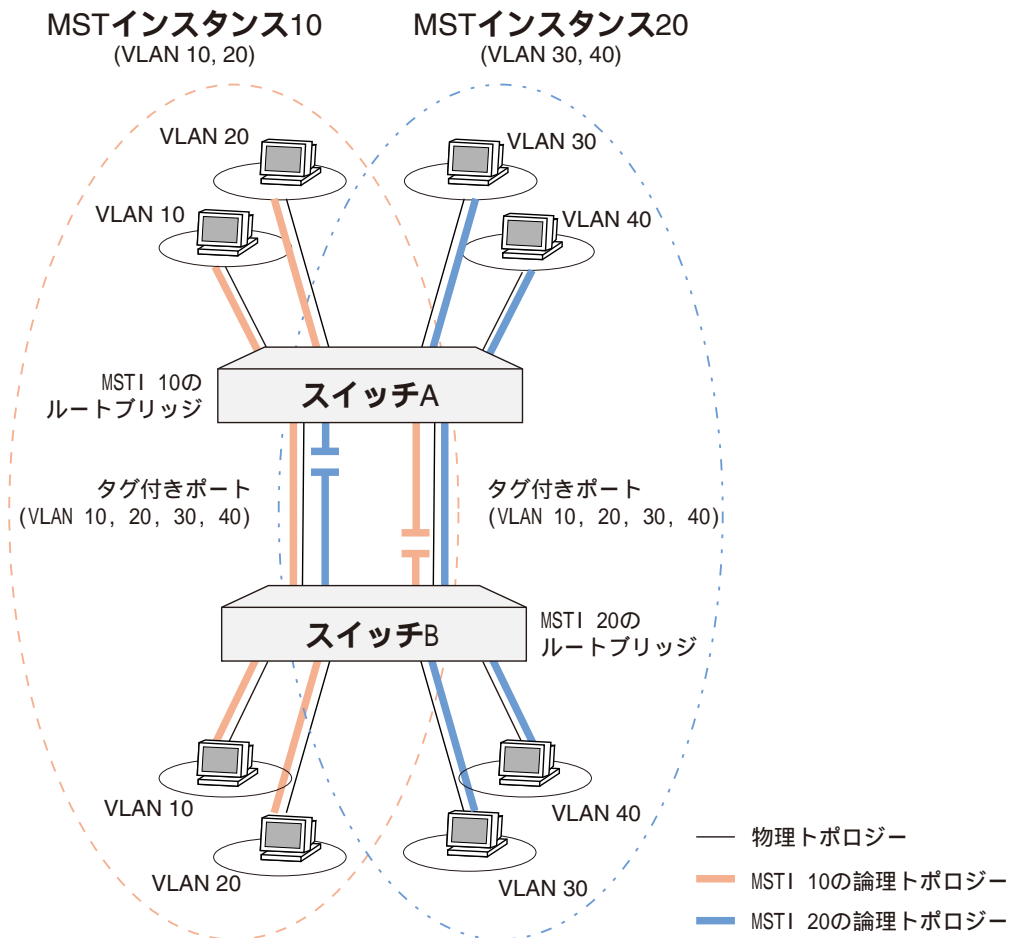 MSTインスタンス10
(VLAN 10, 20)
MSTインスタンス20
(VLAN 30, 40)
VLAN 20
VLAN 30
VLAN 10
VLAN 40
MSTI 10の
ルートブリッジ
スイッチA
タグ付きポート
(VLAN 10, 20, 30, 40)
タグ付きポート
(VLAN 10, 20, 30, 40)
スイッチB
MSTI 20の
ルートブリッジ
VLAN 10
VLAN 40
VLAN 20
VLAN 30
物理トポロジー
MSTI 10の論理トポロジー
MSTI 20の論理トポロジー